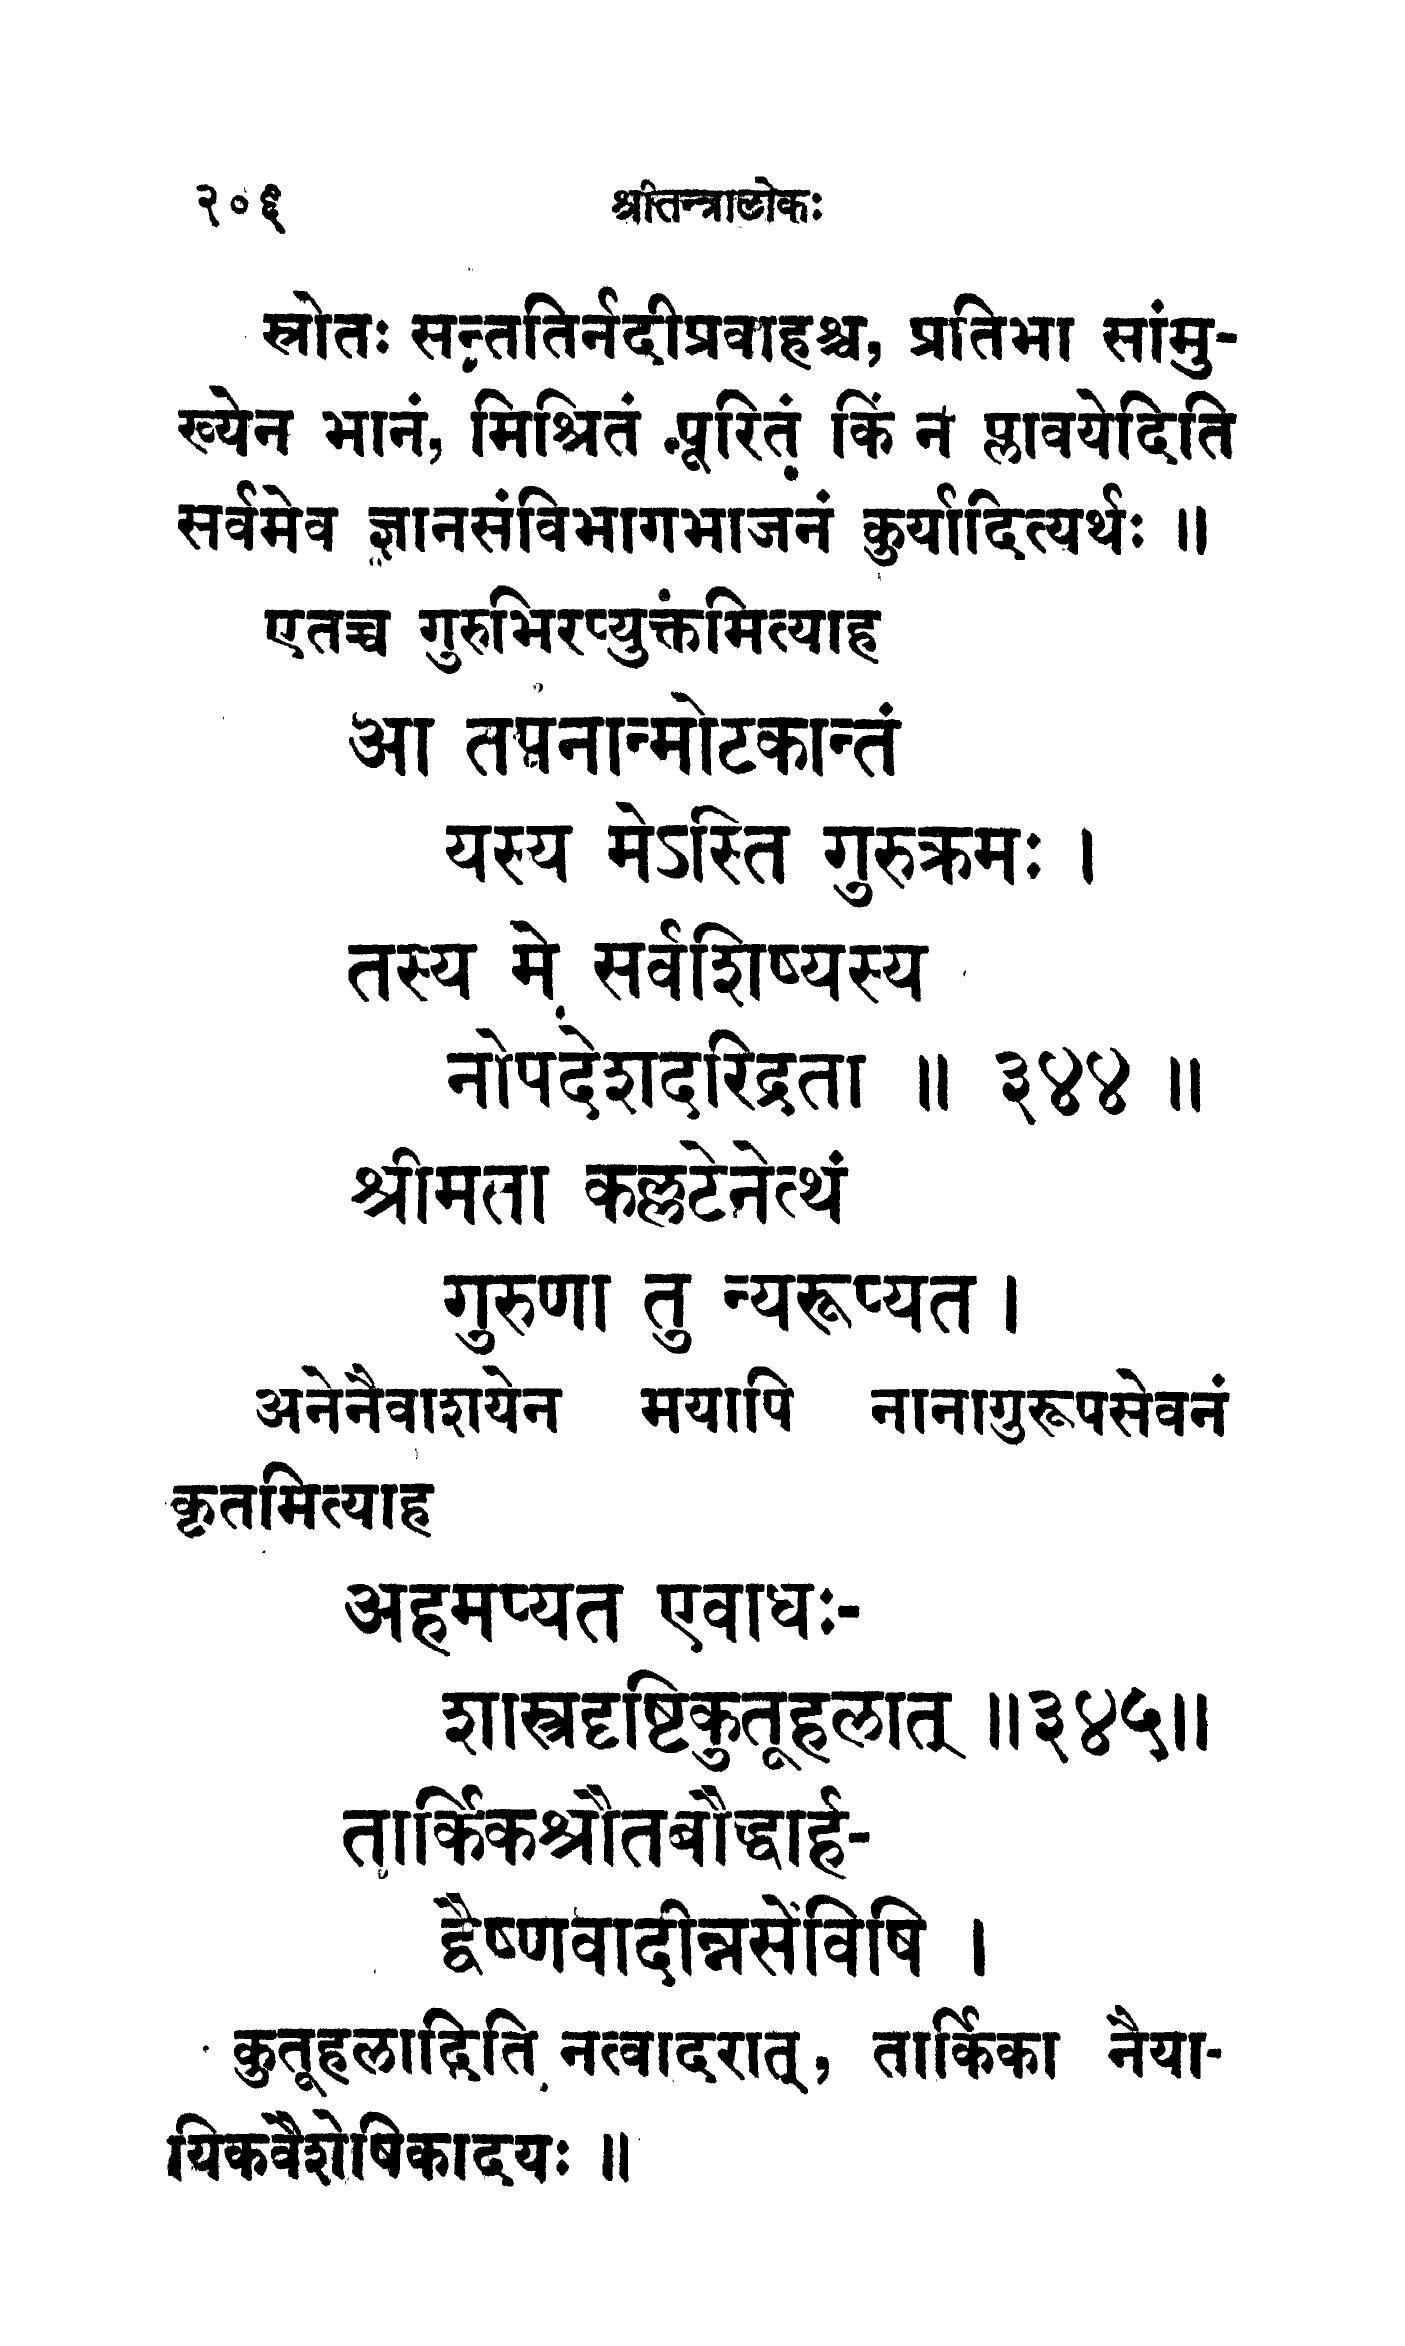 २०६ श्रीतन्त्रालोकः
स्रोतः सन्ततिर्नदीप्रवाहश्च, प्रतिभा सांमु-
ख्येन भानं, मिश्रितं पूरितं किं न प्लावयेदिति
सर्वमेव ज्ञानसंविभागभाजनं कुर्यादित्यर्थः ॥
एतच्च गुरुभिरप्युक्तमित्याह
आ तपनान्मोटकान्तं
यस्य मेऽस्ति गुरुक्रमः ।
तस्य मे सर्वशिष्यस्य
नोपदेशदरिद्रता ॥ ३४४ ॥
श्रीमता कल्लटेनेत्थं
गुरुणा तु न्यरूप्यत ।
अनेनैवाशयेन मयापि नानागुरूपसेवनं
कृतमित्याह
अहमप्यत एवाधः-
शास्त्रदृष्टिकुतूहलात् ॥३४५॥
तार्किकश्रौतबौद्धार्ह-
द्वैष्णवादीन्नसेविषि ।
कुतूहलादिति नत्वादरात्, तार्किका नैया-
यिकवैशेषिकादयः ॥